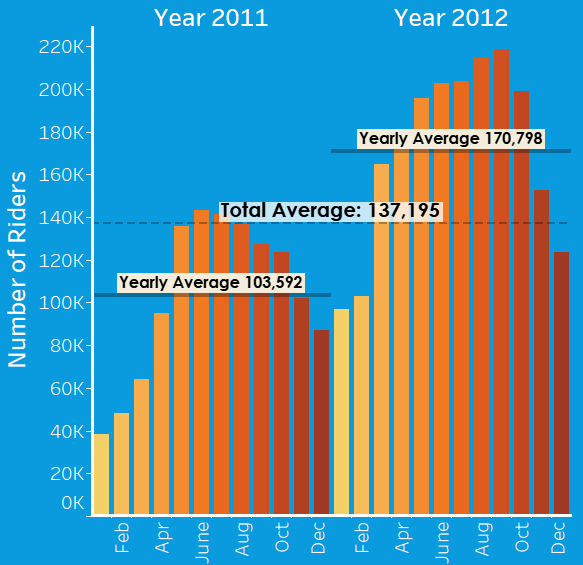 Year 2011
Year 2012
Number of Riders
220K
200K
180K
160K
140K
120K
100K
80K
60K
40K
20K
0K
Yearly Average 170,798
Total Average: 137,195
Yearly Average 103,592
Feb
Apr
June
Aug
Oct
Dec
Feb
Apr
June
Aug
Oct
Dec